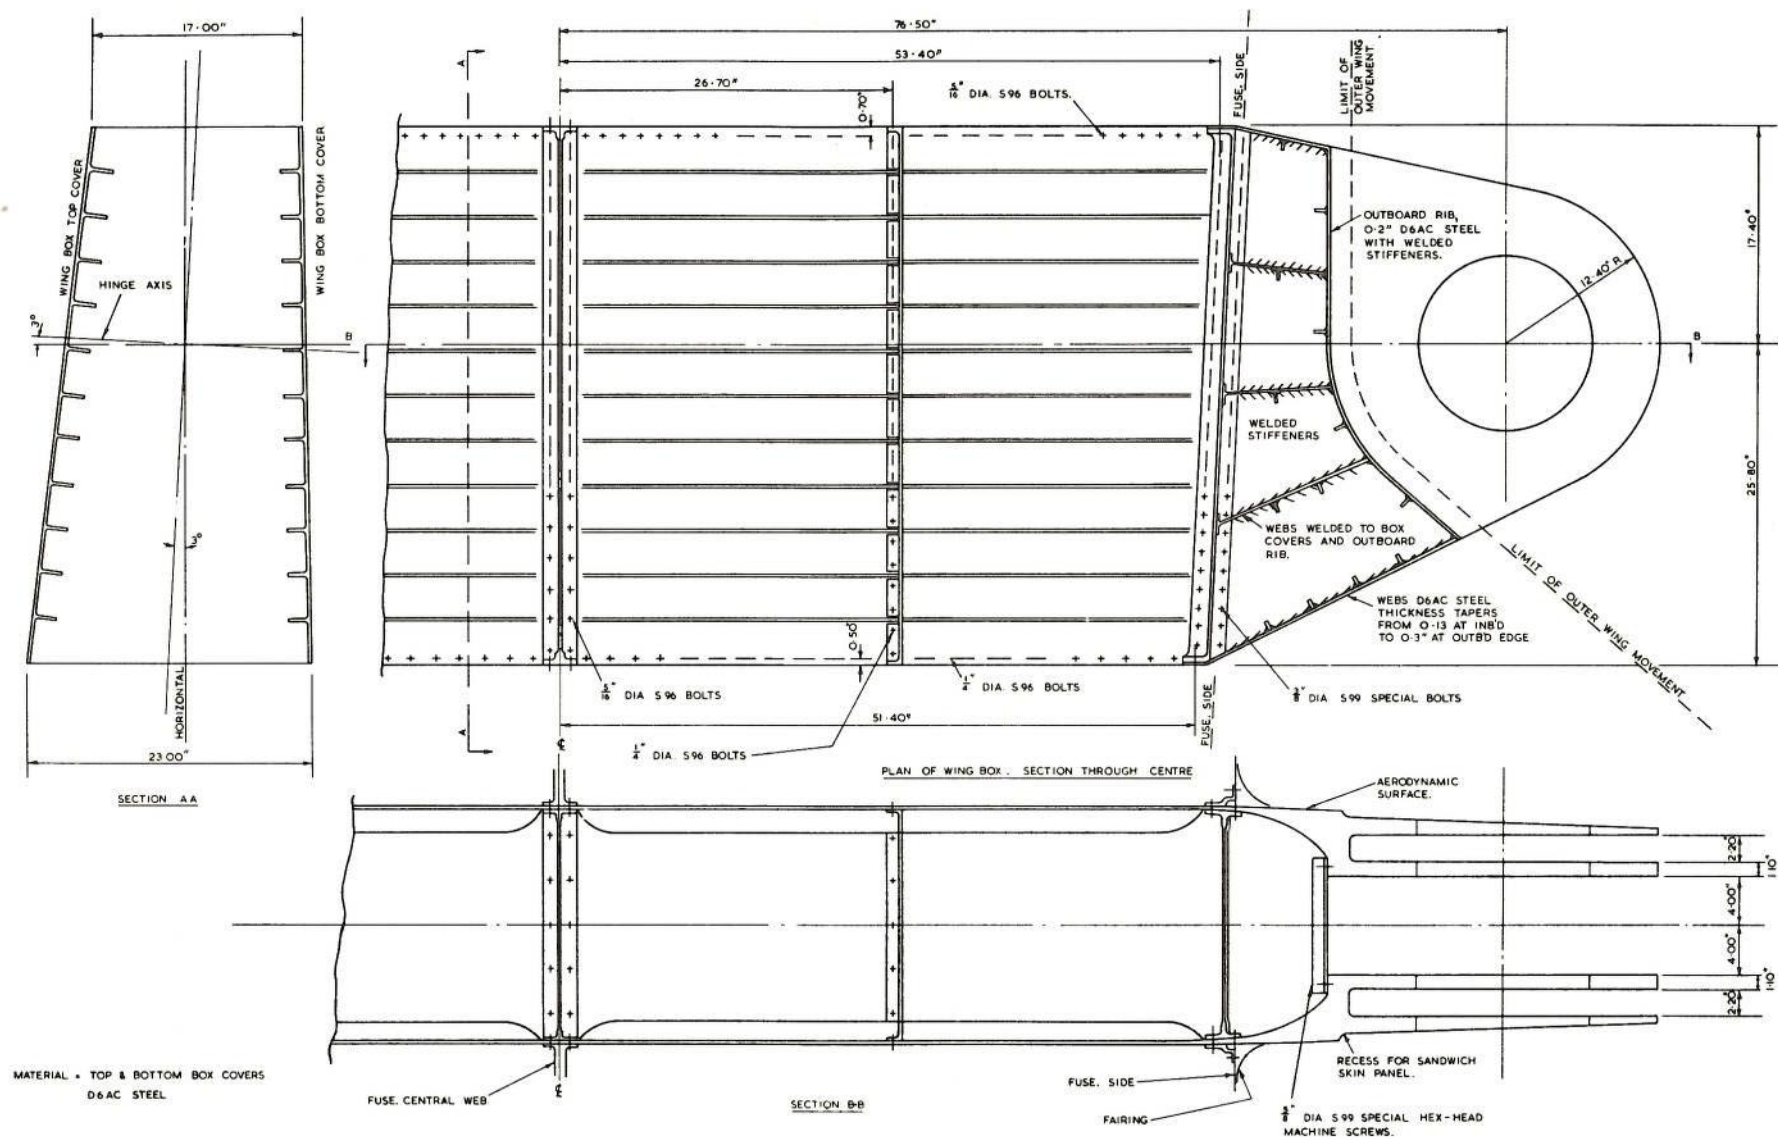 17·00"
76·50"
53·40"
26·70"
5/16" DIA. S96 BOLTS.
0·70"
FUSE. SIDE
LIMIT OF
OUTER WING
MOVEMENT
A
WING BOX TOP COVER
WING BOX BOTTOM COVER
HINGE AXIS
3°
B
OUTBOARD RIB,
0·2" D6AC STEEL
WITH WELDED
STIFFENERS.
12·40" R
17·40"
B
WELDED
STIFFENERS
25·80"
3°
WEBS WELDED TO BOX
COVERS AND OUTBOARD
RIB.
LIMIT OF OUTER WING MOVEMENT
WEBS D6AC STEEL
THICKNESS TAPERS
FROM 0·13 AT INB'D
TO 0·3" AT OUTB'D EDGE
0·50"
HORIZONTAL
5/16" DIA S96 BOLTS
1/4" DIA. S96 BOLTS
3/8" DIA S99 SPECIAL BOLTS
51·40"
FUSE. SIDE
A
℄
1/4" DIA. S96 BOLTS
23·00"
SECTION AA
PLAN OF WING BOX. SECTION THROUGH CENTRE
AERODYNAMIC
SURFACE.
2·20"
1·10"
4·00"
4·00"
1·10"
2·20"
MATERIAL - TOP & BOTTOM BOX COVERS
D6AC STEEL
FUSE. CENTRAL WEB
℄
SECTION B-B
FUSE. SIDE
FAIRING
RECESS FOR SANDWICH
SKIN PANEL.
DIA S99 SPECIAL HEX-HEAD
MACHINE SCREWS.